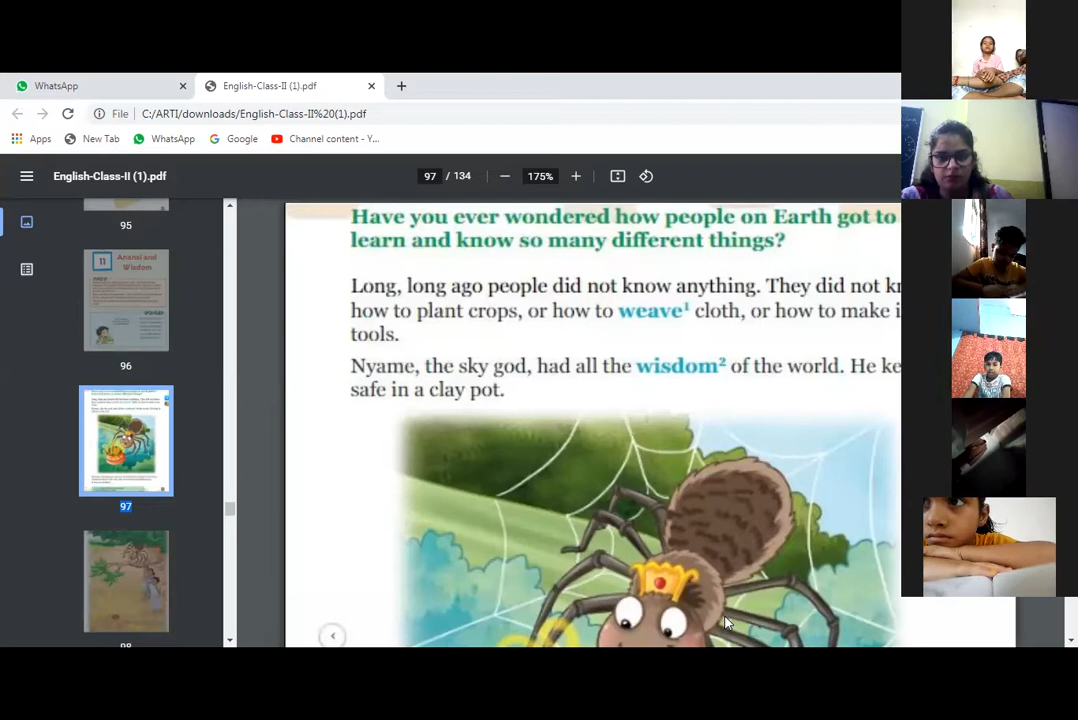 WhatsApp
English-Class-II (1).pdf
File
C:/ARTI/downloads/English-Class-II%20(1).pdf
Apps
New Tab
WhatsApp
Google
Channel content - Y...
English-Class-II (1).pdf
97 / 134
175%
95
11
Anansi and
Wisdom
96
97
98
Have you ever wondered how people on Earth got to
learn and know so many different things?
Long, long ago people did not know anything. They did not
how to plant crops, or how to weave¹ cloth, or how to make
tools.
Nyame, the sky god, had all the wisdom² of the world. He
safe in a clay pot.